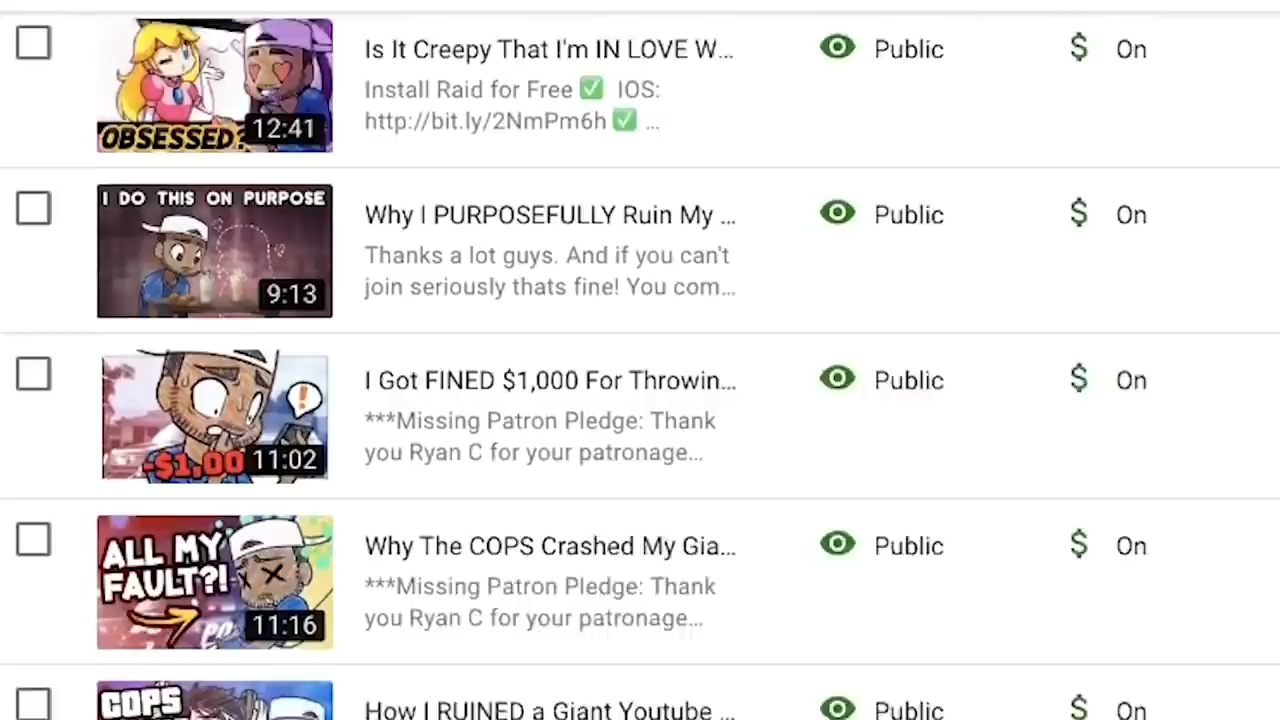 Is It Creepy That I'm IN LOVE W...
Install Raid for Free ✅ IOS:
http://bit.ly/2NmPm6h ✅ ...
Public
$ On
OBSESSED?
12:41
I DO THIS ON PURPOSE
9:13
Why I PURPOSEFULLY Ruin My ...
Thanks a lot guys. And if you can't
join seriously thats fine! You com...
Public
$ On
!
-$1,00
11:02
I Got FINED $1,000 For Throwin...
***Missing Patron Pledge: Thank
you Ryan C for your patronage...
Public
$ On
ALL MY
FAULT?!
11:16
Why The COPS Crashed My Gia...
***Missing Patron Pledge: Thank
you Ryan C for your patronage...
Public
$ On
COPS
How I RUINED a Giant Youtube ...
Public
$ On